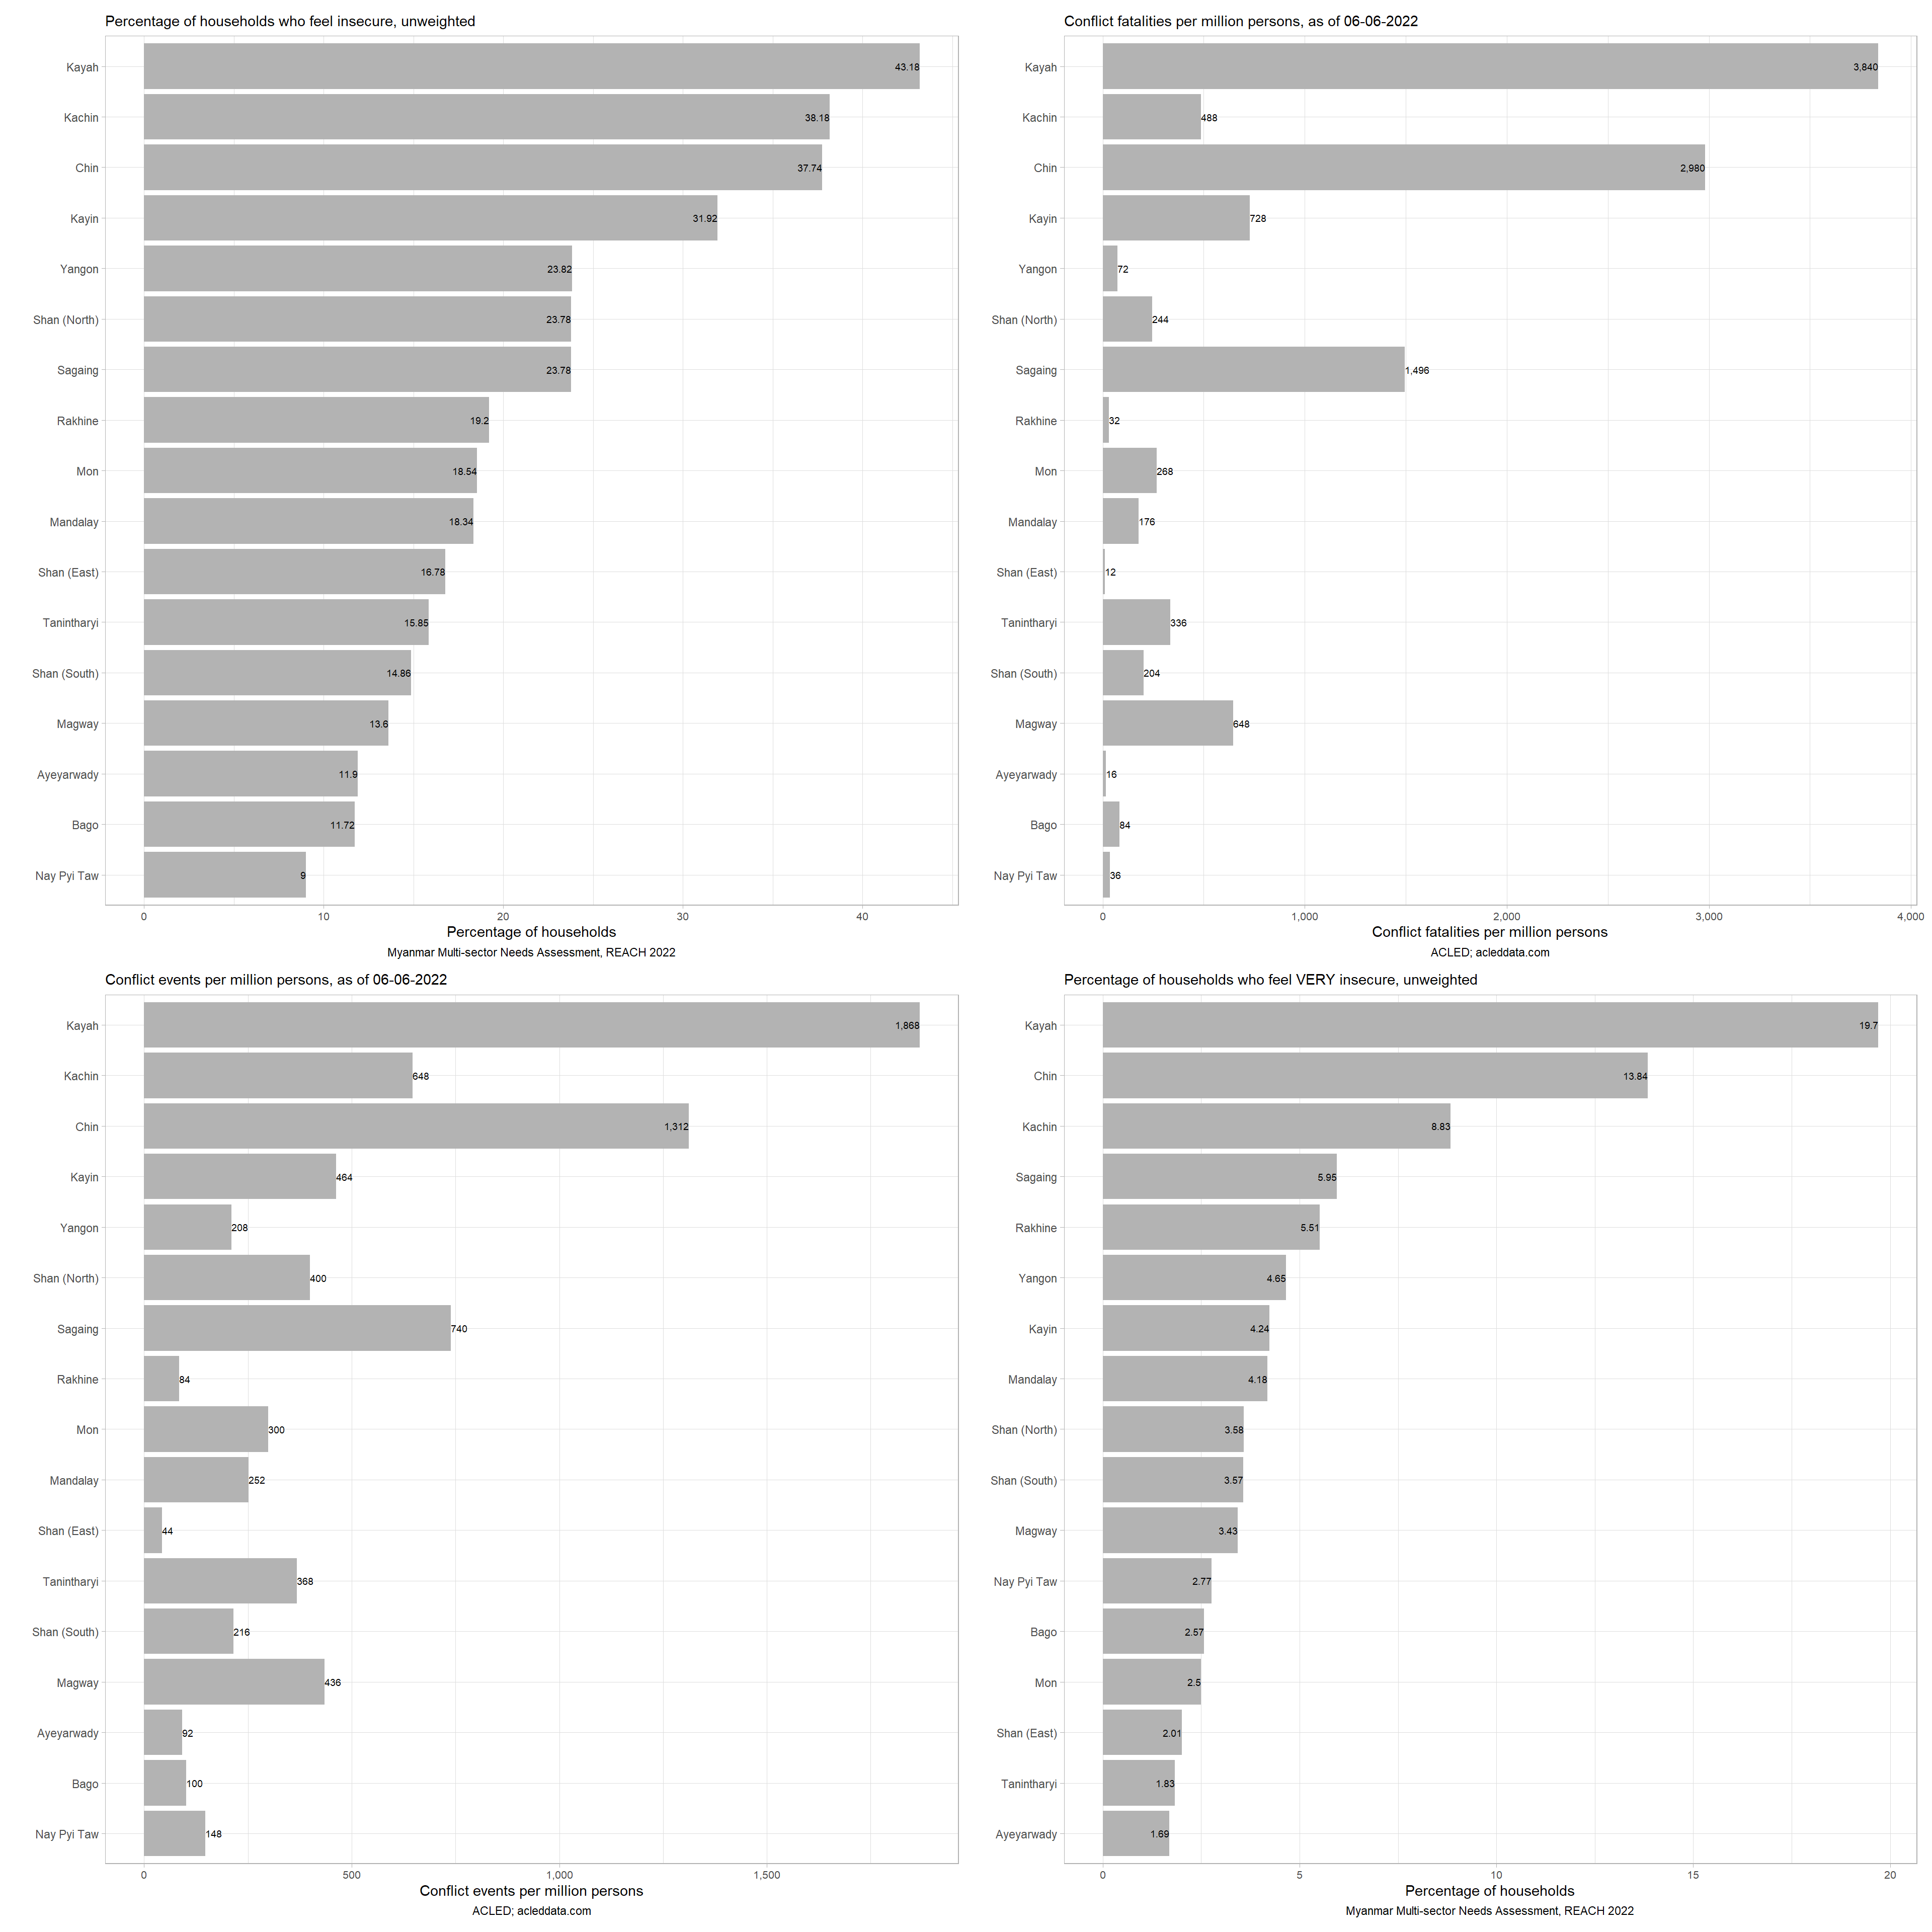 Percentage of households who feel insecure, unweighted
Kayah 43.18
Kachin 38.18
Chin 37.74
Kayin 31.92
Yangon 23.82
Shan (North) 23.78
Sagaing 23.78
Rakhine 19.2
Mon 18.54
Mandalay 18.34
Shan (East) 16.78
Tanintharyi 15.85
Shan (South) 14.86
Magway 13.6
Ayeyarwady 11.9
Bago 11.72
Nay Pyi Taw 9
0 10 20 30 40
Percentage of households
Myanmar Multi-sector Needs Assessment, REACH 2022
Conflict fatalities per million persons, as of 06-06-2022
Kayah 3,840
Kachin 488
Chin 2,980
Kayin 728
Yangon 72
Shan (North) 244
Sagaing 1,496
Rakhine 32
Mon 268
Mandalay 176
Shan (East) 12
Tanintharyi 336
Shan (South) 204
Magway 648
Ayeyarwady 16
Bago 84
Nay Pyi Taw 36
0 1,000 2,000 3,000 4,000
Conflict fatalities per million persons
ACLED; acleddata.com
Conflict events per million persons, as of 06-06-2022
Kayah 1,868
Kachin 648
Chin 1,312
Kayin 464
Yangon 208
Shan (North) 400
Sagaing 740
Rakhine 84
Mon 300
Mandalay 252
Shan (East) 44
Tanintharyi 368
Shan (South) 216
Magway 436
Ayeyarwady 92
Bago 100
Nay Pyi Taw 148
0 500 1,000 1,500
Conflict events per million persons
ACLED; acleddata.com
Percentage of households who feel VERY insecure, unweighted
Kayah 19.7
Chin 13.84
Kachin 8.83
Sagaing 5.95
Rakhine 5.51
Yangon 4.65
Kayin 4.24
Mandalay 4.18
Shan (North) 3.58
Shan (South) 3.57
Magway 3.43
Nay Pyi Taw 2.77
Bago 2.57
Mon 2.5
Shan (East) 2.01
Tanintharyi 1.83
Ayeyarwady 1.69
0 5 10 15 20
Percentage of households
Myanmar Multi-sector Needs Assessment, REACH 2022